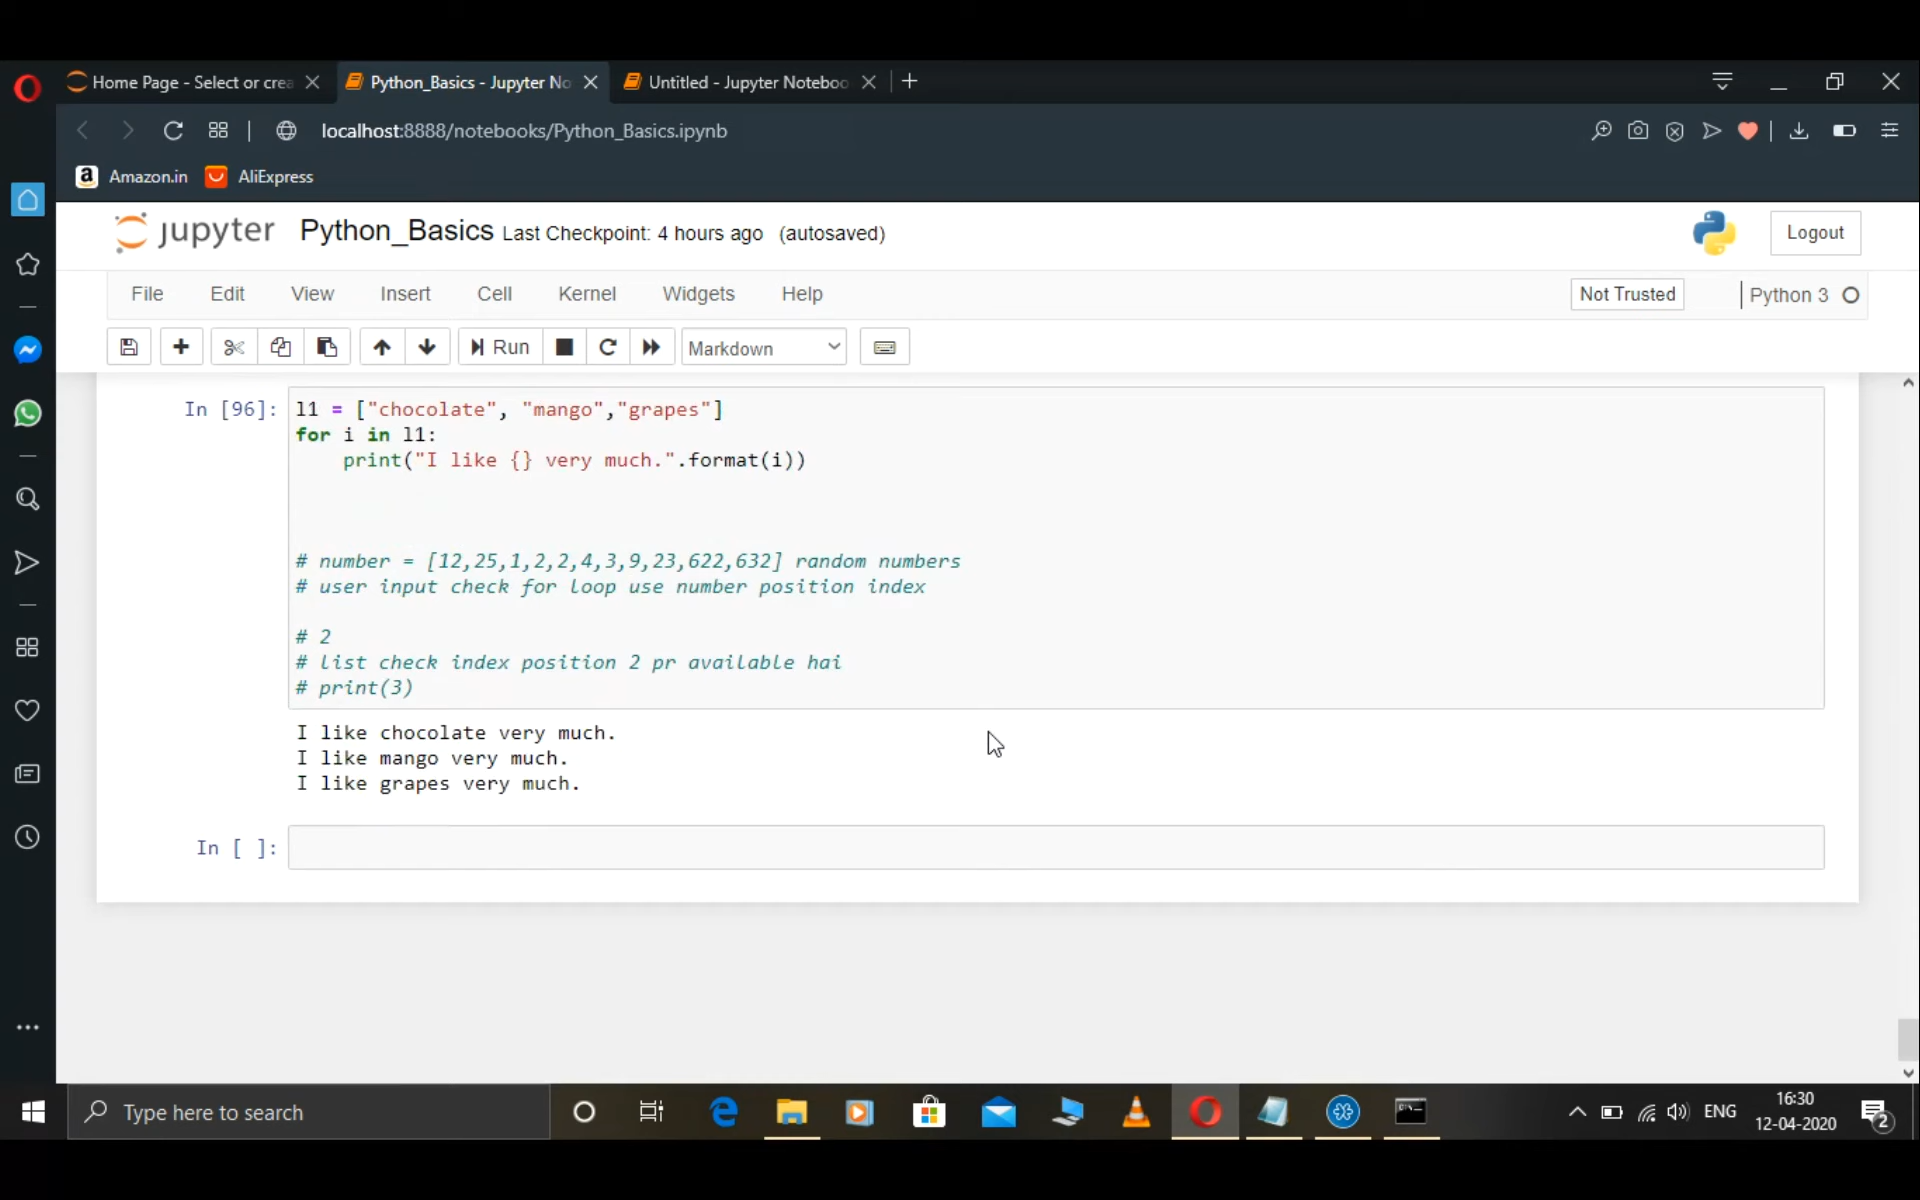 Home Page - Select or crea
Python_Basics - Jupyter No
Untitled - Jupyter Noteboo
localhost:8888/notebooks/Python_Basics.ipynb
Amazon.in
AliExpress
jupyter Python_Basics Last Checkpoint: 4 hours ago (autosaved)
Logout
File Edit View Insert Cell Kernel Widgets Help
Not Trusted
Python 3
Run
Markdown
In [96]:
l1 = ["chocolate", "mango","grapes"]
for i in l1:
    print("I like {} very much.".format(i))
# number = [12,25,1,2,2,4,3,9,23,622,632] random numbers
# user input check for loop use number position index
# 2
# list check index position 2 pr available hai
# print(3)
I like chocolate very much.
I like mango very much.
I like grapes very much.
In [ ]:
Type here to search
ENG
16:30
12-04-2020
2